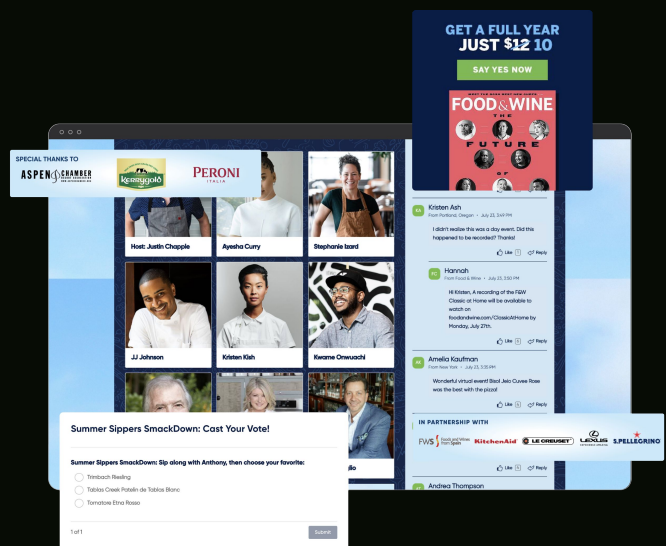 GET A FULL YEAR
JUST $12 10
SAY YES NOW
FOOD & WINE
THE
FUTURE
OF
SPECIAL THANKS TO
ASPEN CHAMBER
Kerrygold
PERONI
ITALIA
Host: Justin Chapple
Ayesha Curry
Stephanie Izard
JJ Johnson
Kristen Kish
Kwame Onwuachi
Kristen Ash
From Portland, Oregon • July 23, 3:49 PM
I didn't realize this was a day event. Did this
happened to be recorded? Thanks!
Like Reply
Hannah
From Food & Wine • July 23, 3:50 PM
Hi Kristen, A recording of the F&W
Classic at Home will be available to
watch on
foodandwine.com/ClassicAtHome by
Monday, July 27th.
Like Reply
AK
Amelia Kaufman
From New York • July 23, 3:35 PM
Wonderful virtual event! Bisol Jeio Cuvee Rose
was the best with the pizza!
Like Reply
IN PARTNERSHIP WITH
FWS Foods and Wines
from Spain
KitchenAid
LE CREUSET
LEXUS
S.PELLEGRINO
Like Reply
Andrea Thompson
glio
Summer Sippers SmackDown: Cast Your Vote!
Summer Sippers SmackDown: Sip along with Anthony, then choose your favorite:
Trimbach Riesling
Tablas Creek Patelin de Tablas Blanc
Tornatore Etna Rosso
1 of 1
Submit